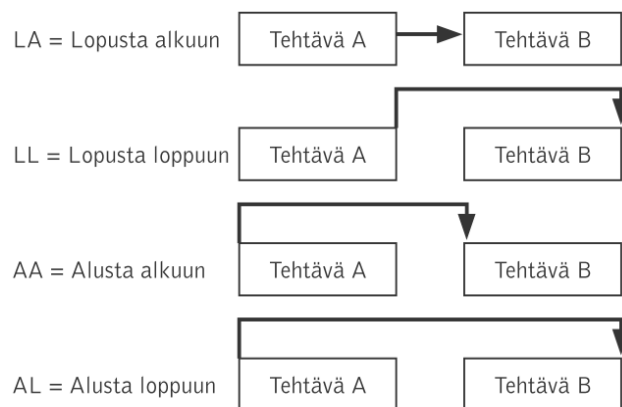 LA = Lopusta alkuun Tehtävä A Tehtävä B
LL = Lopusta loppuun Tehtävä A Tehtävä B
AA = Alusta alkuun Tehtävä A Tehtävä B
AL = Alusta loppuun Tehtävä A Tehtävä B